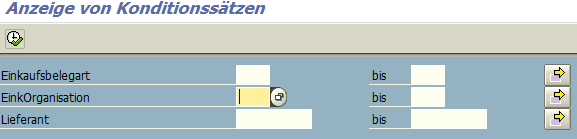 Anzeige von Konditionssätzen
Einkaufsbelegart bis
EinkOrganisation bis
Lieferant bis